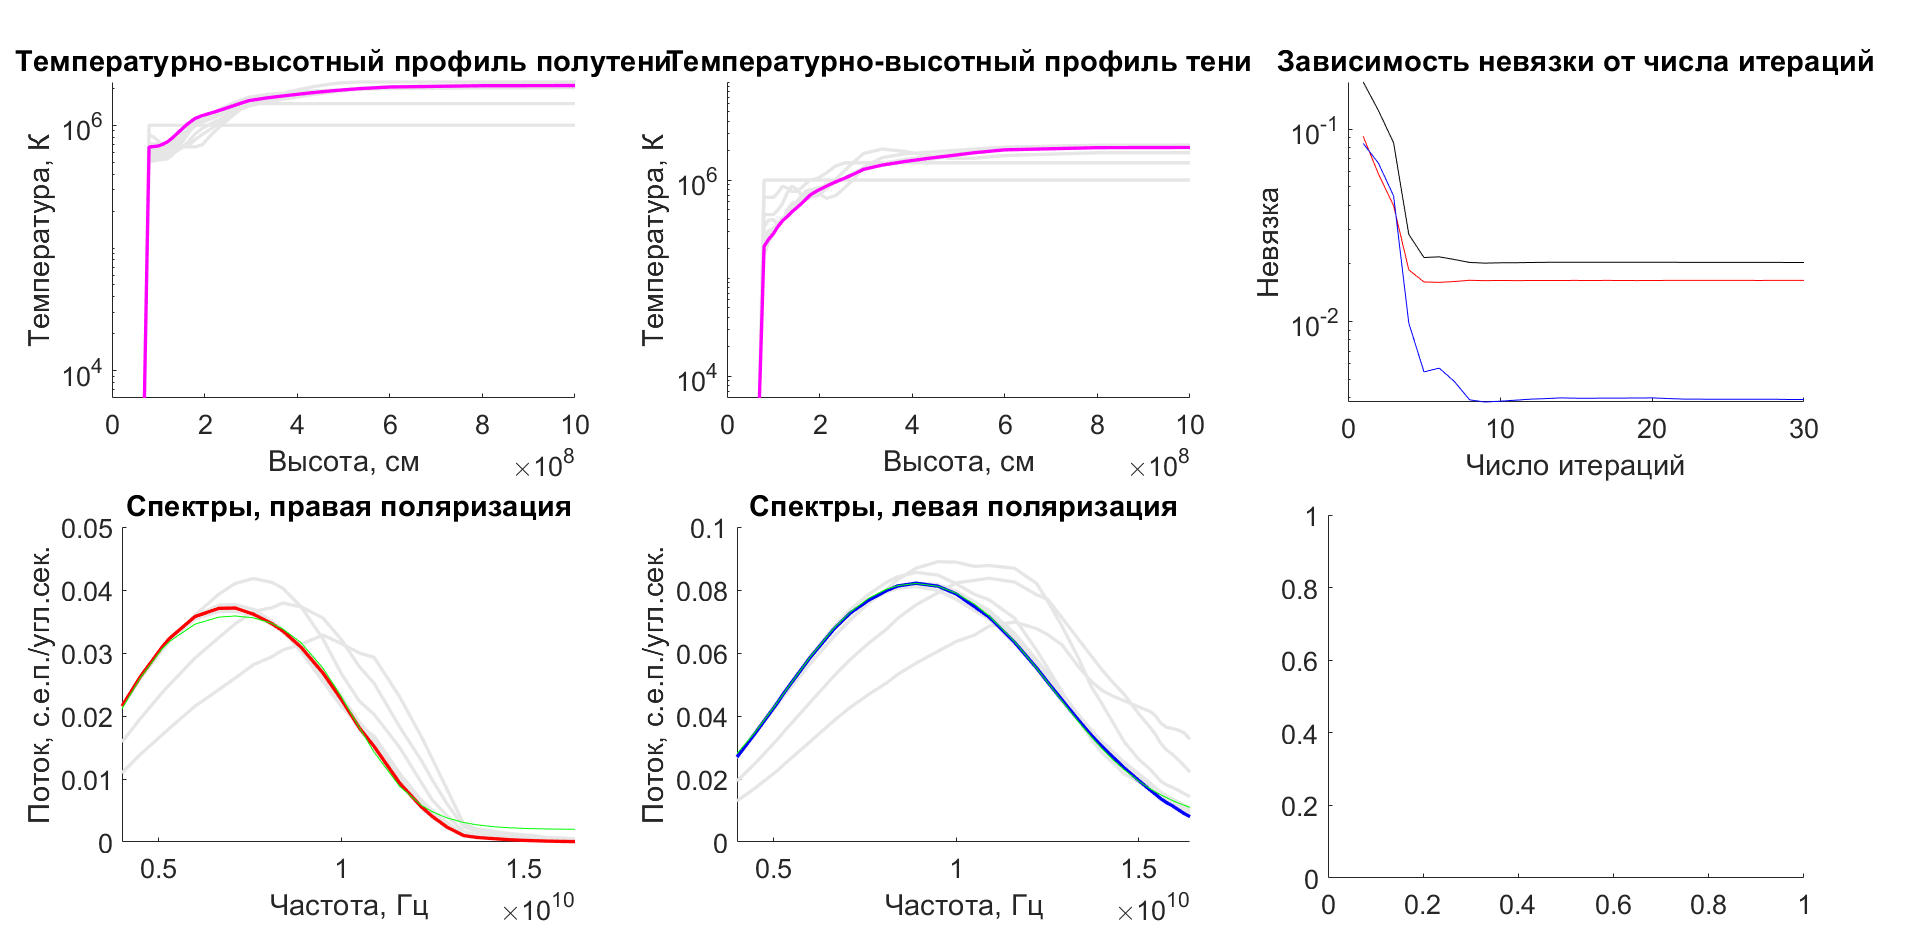 Температурно-высотный профиль полутени
Температура, К
10^6
10^4
0 2 4 6 8 10
Высота, см
×10^8
Температурно-высотный профиль тени
Температура, К
10^6
10^4
0 2 4 6 8 10
Высота, см
×10^8
Зависимость невязки от числа итераций
Невязка
10^-1
10^-2
0 10 20 30
Число итераций
Спектры, правая поляризация
Поток, с.е.п./угл.сек.
0.05
0.04
0.03
0.02
0.01
0
0.5 1 1.5
Частота, Гц
×10^10
Спектры, левая поляризация
Поток, с.е.п./угл.сек.
0.1
0.08
0.06
0.04
0.02
0
0.5 1 1.5
Частота, Гц
×10^10
1
0.8
0.6
0.4
0.2
0
0 0.2 0.4 0.6 0.8 1